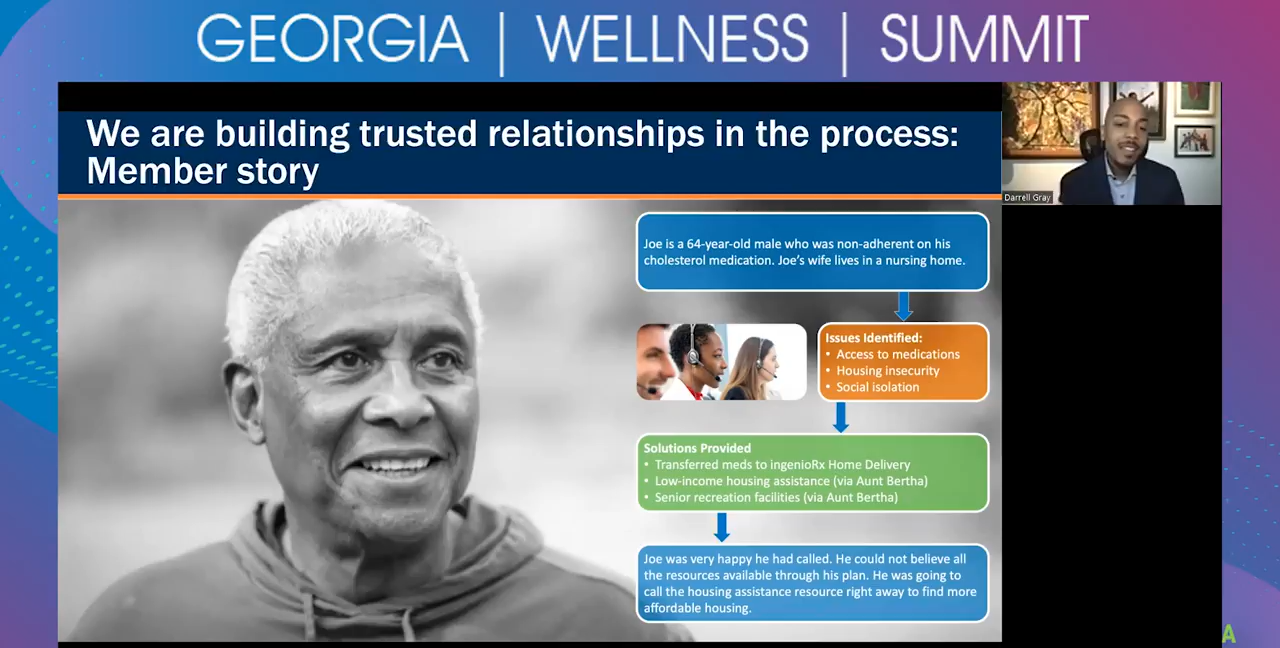 GEORGIA | WELLNESS | SUMMIT
We are building trusted relationships in the process:
Member story
Darrell Gray
Joe is a 64-year-old male who was non-adherent on his
cholesterol medication. Joe's wife lives in a nursing home.
Issues Identified:
• Access to medications
• Housing insecurity
• Social isolation
Solutions Provided
• Transferred meds to ingenioRx Home Delivery
• Low-income housing assistance (via Aunt Bertha)
• Senior recreation facilities (via Aunt Bertha)
Joe was very happy he had called. He could not believe all
the resources available through his plan. He was going to
call the housing assistance resource right away to find more
affordable housing.
A